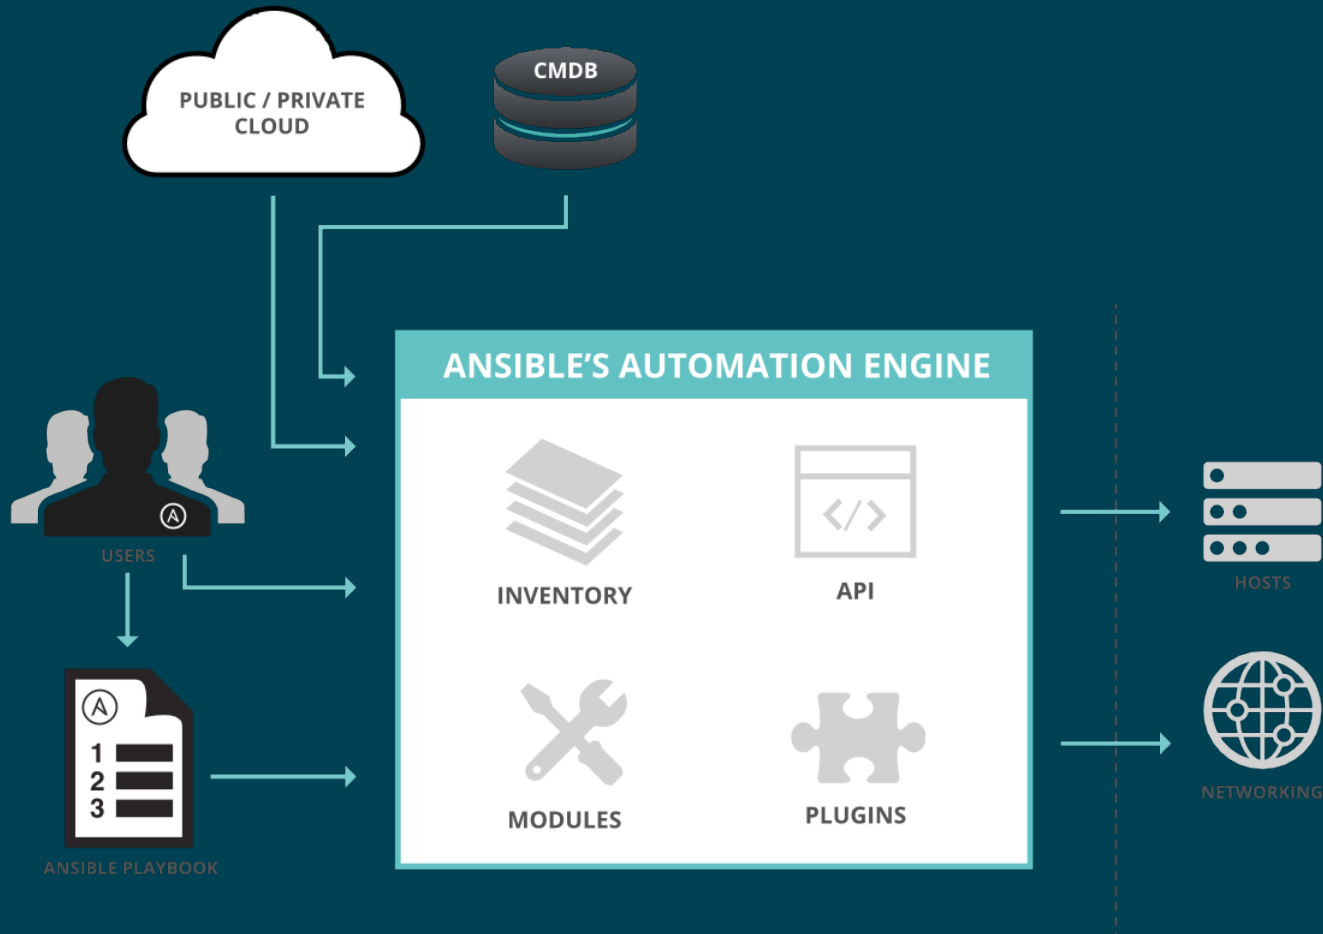 PUBLIC / PRIVATE
CLOUD
CMDB
ANSIBLE’S AUTOMATION ENGINE
USERS
INVENTORY
API
HOSTS
1
2
3
MODULES
PLUGINS
NETWORKING
ANSIBLE PLAYBOOK